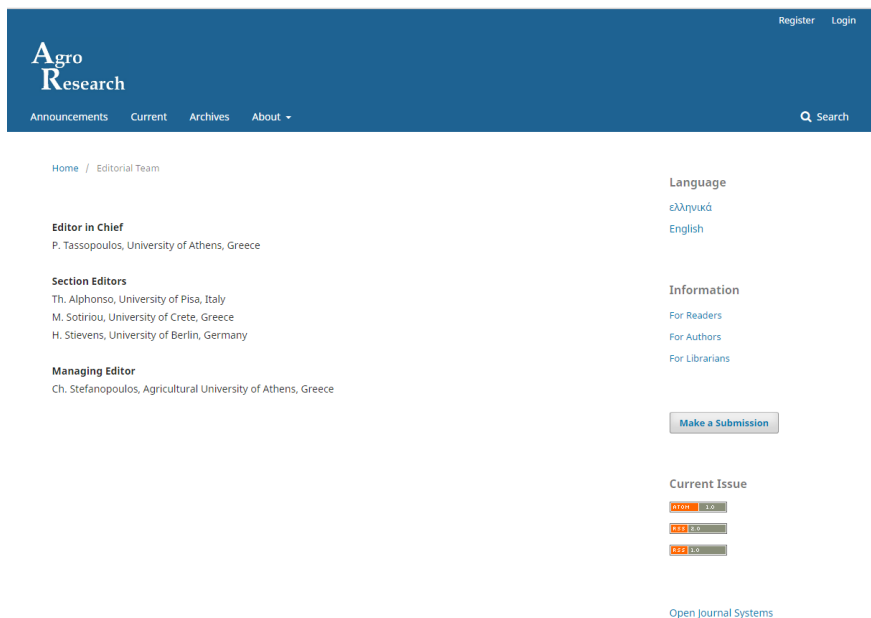 Register Login
Agro
Research
Announcements Current Archives About Search
Home / Editorial Team
Editor in Chief
P. Tassopoulos, University of Athens, Greece
Section Editors
Th. Alphonso, University of Pisa, Italy
M. Sotiriou, University of Crete, Greece
H. Stievens, University of Berlin, Germany
Managing Editor
Ch. Stefanopoulos, Agricultural University of Athens, Greece
Language
ελληνικά
English
Information
For Readers
For Authors
For Librarians
Make a Submission
Current Issue
ATOM 1.0
RSS 2.0
RSS 1.0
Open Journal Systems